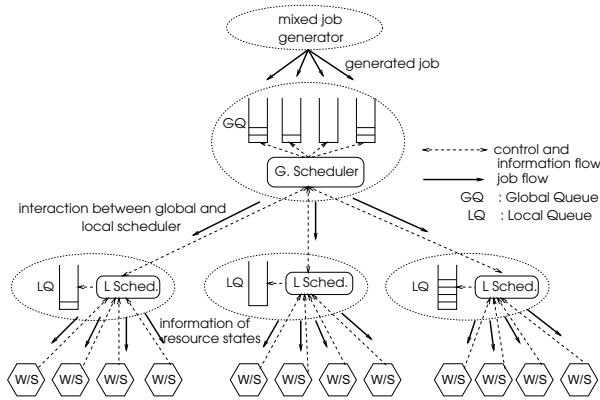 mixed job
generator
generated job
GQ
G. Scheduler
control and
information flow
job flow
GQ : Global Queue
LQ : Local Queue
interaction between global and
local scheduler
LQ
L Sched.
LQ
L Sched.
LQ
L Sched.
information of
resource states
W/S
W/S
W/S
W/S
W/S
W/S
W/S
W/S
W/S
W/S
W/S
W/S